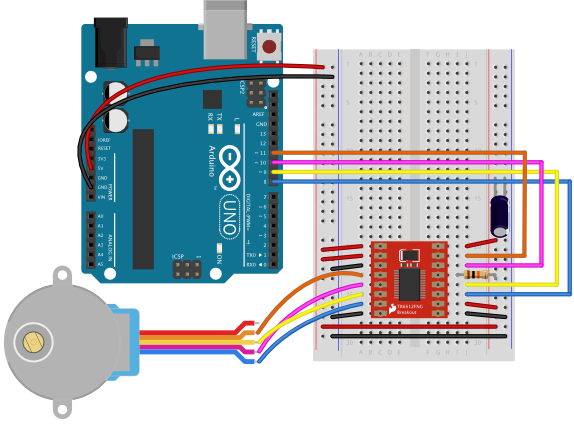 RESET
ICSP2
AREF
GND
13
12
~ 11
~ 10
~ 9
8
7
~ 6
~ 5
4
~ 3
2
TXD ▸ 1
RXD ◂ 0
DIGITAL (PWM~)
RX
TX
L
Arduino
UNO
ON
ICSP
IOREF
RESET
3V3
5V
GND
GND
VIN
POWER
A0
A1
A2
A3
A4
A5
ANALOG IN
A B C D E
F G H I J
TB6612FNG
Breakout